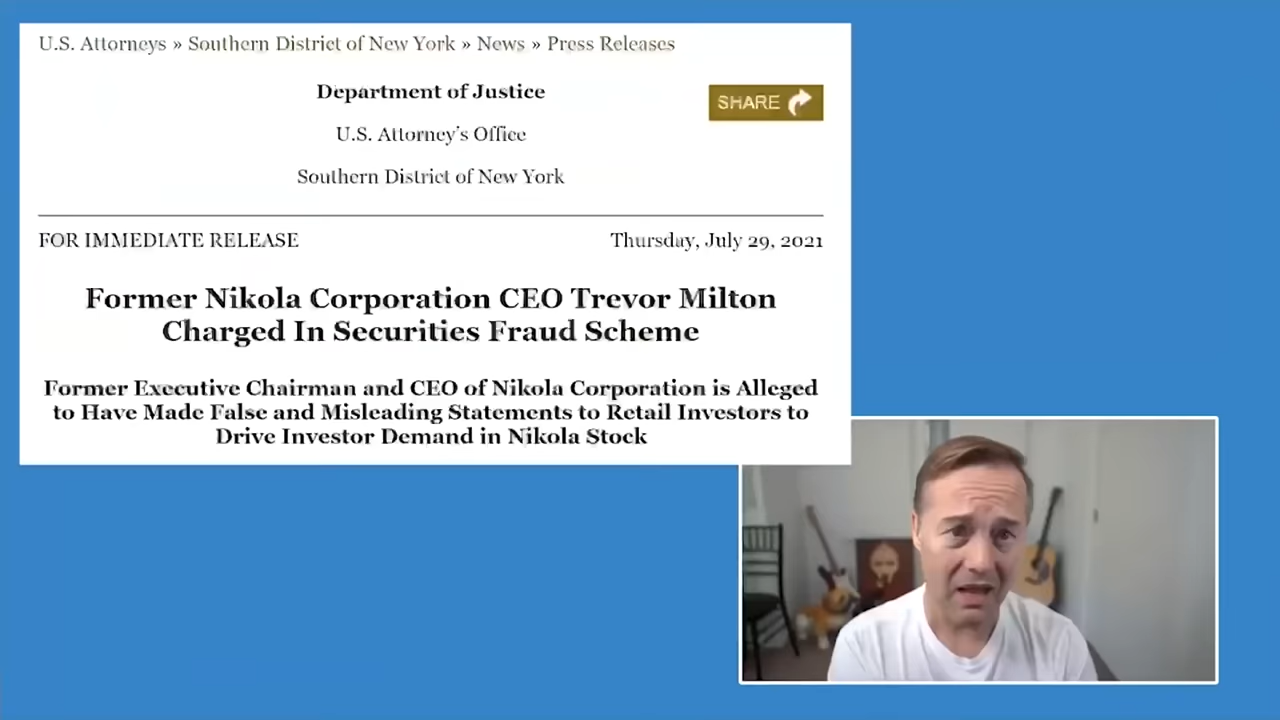 U.S. Attorneys » Southern District of New York » News » Press Releases
Department of Justice
SHARE
U.S. Attorney's Office
Southern District of New York
FOR IMMEDIATE RELEASE
Thursday, July 29, 2021
Former Nikola Corporation CEO Trevor Milton
Charged In Securities Fraud Scheme
Former Executive Chairman and CEO of Nikola Corporation is Alleged
to Have Made False and Misleading Statements to Retail Investors to
Drive Investor Demand in Nikola Stock